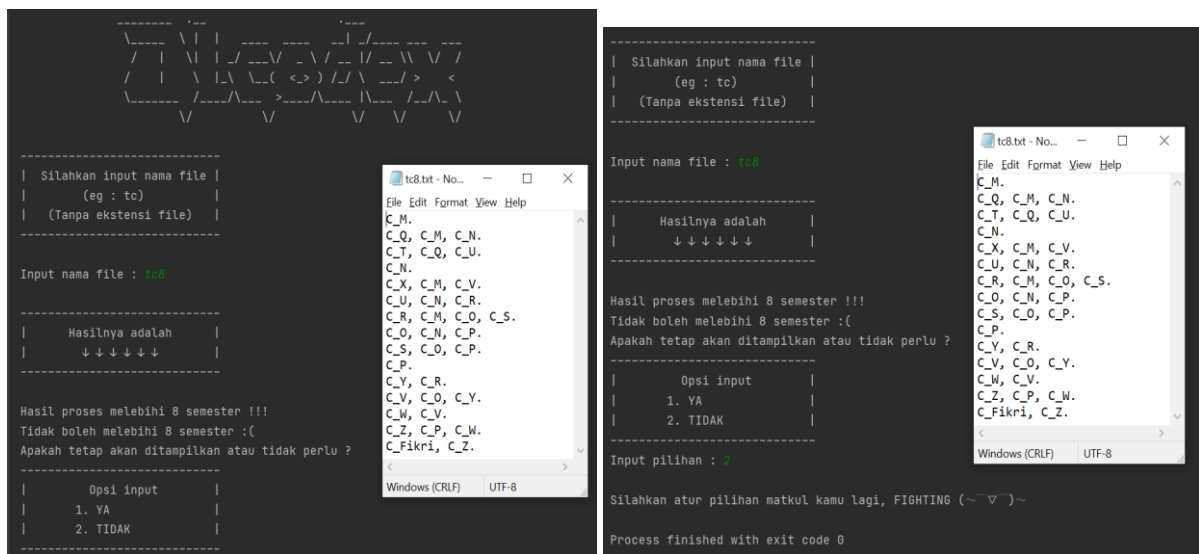 Silahkan input nama file
(eg : tc)
(Tanpa ekstensi file)
Input nama file : tc8
Hasilnya adalah
↓ ↓ ↓ ↓ ↓ ↓
Hasil proses melebihi 8 semester !!!
Tidak boleh melebihi 8 semester :(
Apakah tetap akan ditampilkan atau tidak perlu ?
Opsi input
1. YA
2. TIDAK
tc8.txt - No...
File Edit Format View Help
C_M.
C_Q, C_M, C_N.
C_T, C_Q, C_U.
C_N.
C_X, C_M, C_V.
C_U, C_N, C_R.
C_R, C_M, C_O, C_S.
C_O, C_N, C_P.
C_S, C_O, C_P.
C_P.
C_Y, C_R.
C_V, C_O, C_Y.
C_W, C_V.
C_Z, C_P, C_W.
C_Fikri, C_Z.
Windows (CRLF) UTF-8
Silahkan input nama file
(eg : tc)
(Tanpa ekstensi file)
Input nama file : tc8
Hasilnya adalah
↓ ↓ ↓ ↓ ↓ ↓
Hasil proses melebihi 8 semester !!!
Tidak boleh melebihi 8 semester :(
Apakah tetap akan ditampilkan atau tidak perlu ?
Opsi input
1. YA
2. TIDAK
Input pilihan : 2
Silahkan atur pilihan matkul kamu lagi, FIGHTING (～￣▽￣)～
Process finished with exit code 0
tc8.txt - No...
File Edit Format View Help
C_M.
C_Q, C_M, C_N.
C_T, C_Q, C_U.
C_N.
C_X, C_M, C_V.
C_U, C_N, C_R.
C_R, C_M, C_O, C_S.
C_O, C_N, C_P.
C_S, C_O, C_P.
C_P.
C_Y, C_R.
C_V, C_O, C_Y.
C_W, C_V.
C_Z, C_P, C_W.
C_Fikri, C_Z.
Windows (CRLF) UTF-8